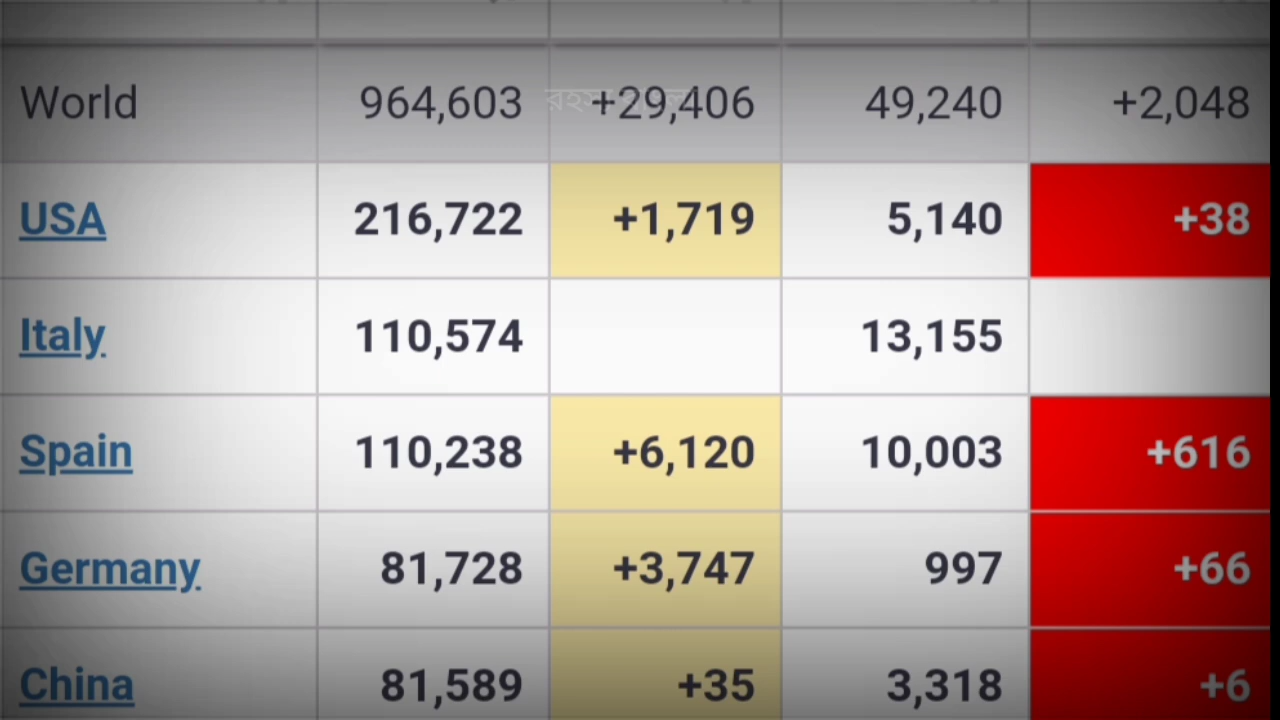 World 964,603 +29,406 49,240 +2,048
USA 216,722 +1,719 5,140 +38
Italy 110,574 13,155
Spain 110,238 +6,120 10,003 +616
Germany 81,728 +3,747 997 +66
China 81,589 +35 3,318 +6